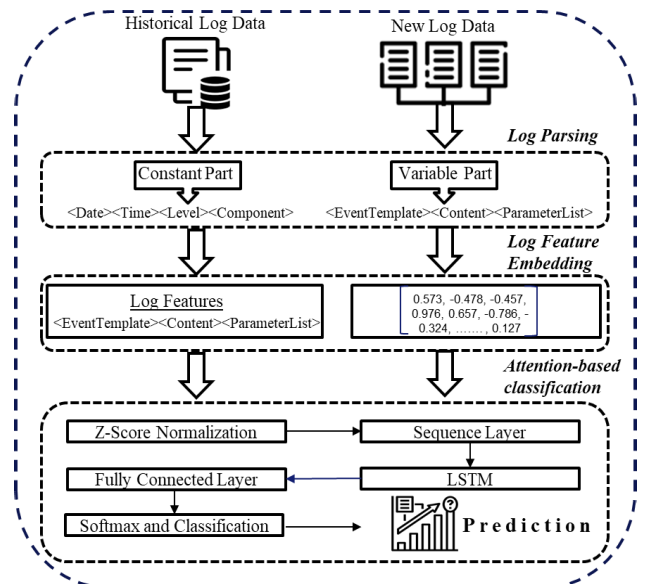 Historical Log Data
New Log Data
Log Parsing
Constant Part
Variable Part
<Date><Time><Level><Component>
<EventTemplate><Content><ParameterList>
Log Feature
Embedding
Log Features
<EventTemplate><Content><ParameterList>
0.573, -0.478, -0.457,
0.976, 0.657, -0.786, -
0.324, ......., 0.127
Attention-based
classification
Z-Score Normalization
Sequence Layer
Fully Connected Layer
LSTM
Softmax and Classification
?
Prediction